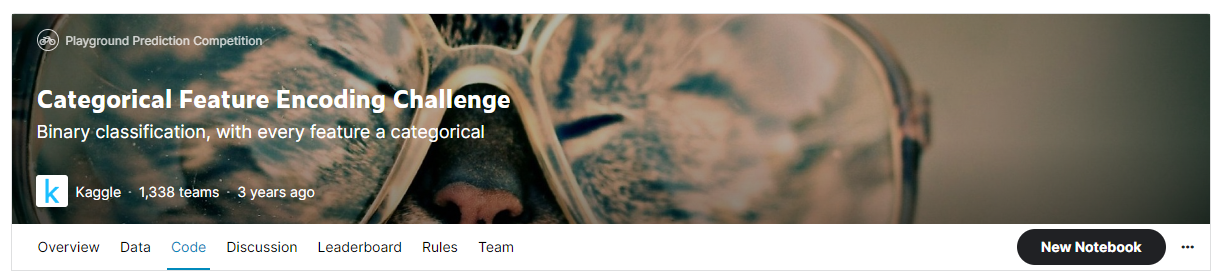 Playground Prediction Competition
Categorical Feature Encoding Challenge
Binary classification, with every feature a categorical
k Kaggle · 1,338 teams · 3 years ago
Overview Data Code Discussion Leaderboard Rules Team New Notebook ...